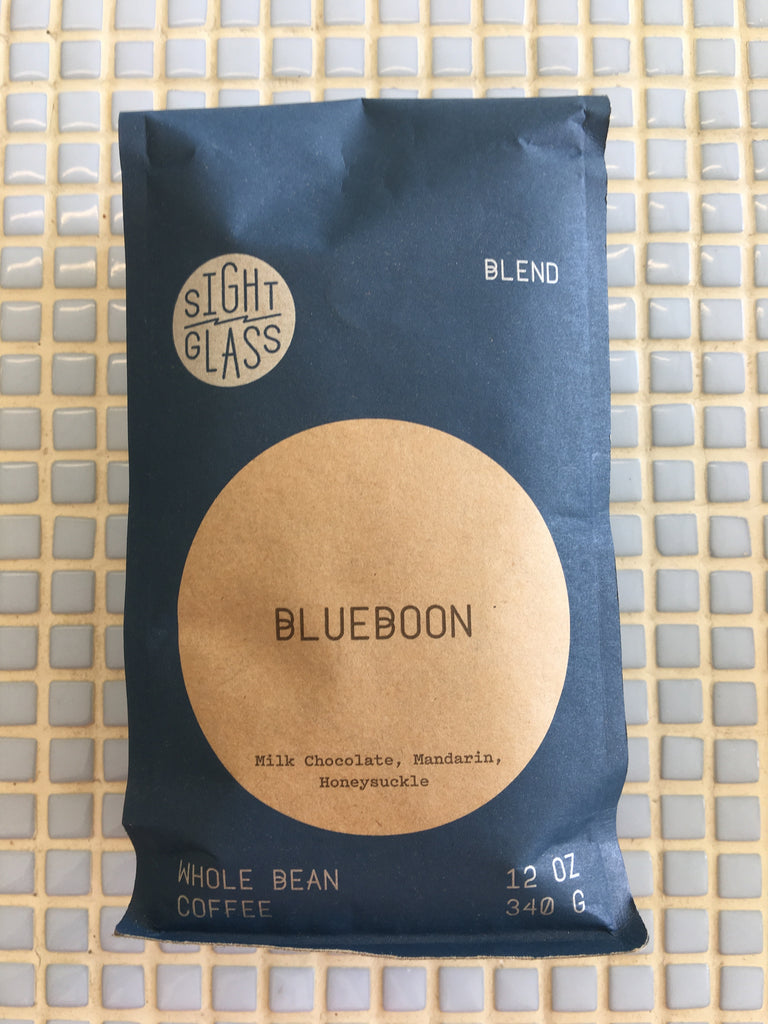 SIGHT
GLASS
BLEND
BLUEBOON
Milk Chocolate, Mandarin,
Honeysuckle
WHOLE BEAN
COFFEE
12 OZ
340 G